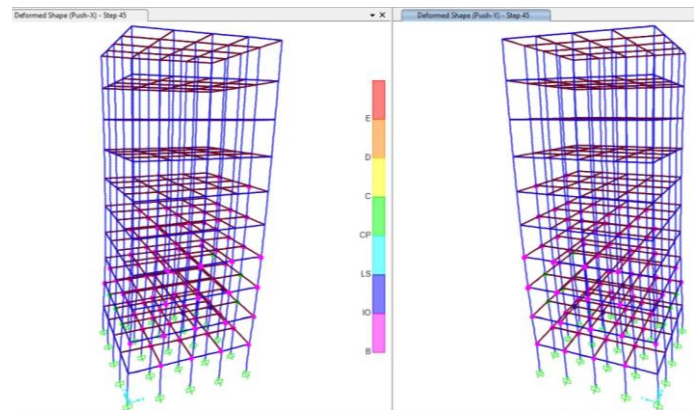 Deformed Shape (Push-X) - Step 45
Deformed Shape (Push-Y) - Step 45
E
D
C
CP
LS
IO
B